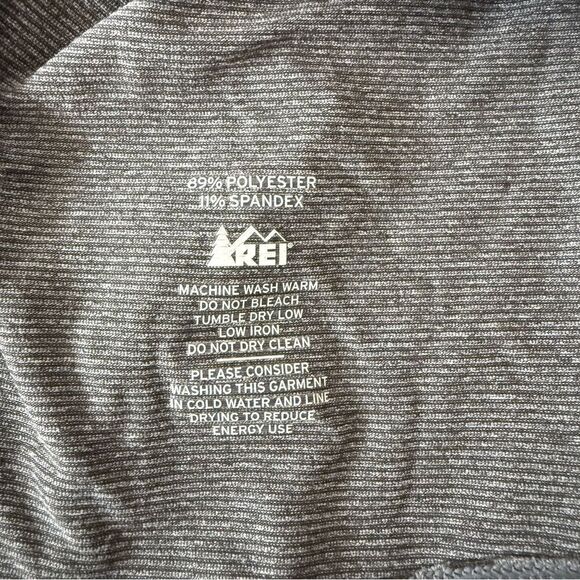 89% POLYESTER
11% SPANDEX
REI®
MACHINE WASH WARM
DO NOT BLEACH
TUMBLE DRY LOW
LOW IRON
DO NOT DRY CLEAN
PLEASE CONSIDER
WASHING THIS GARMENT
IN COLD WATER AND LINE
DRYING TO REDUCE
ENERGY USE